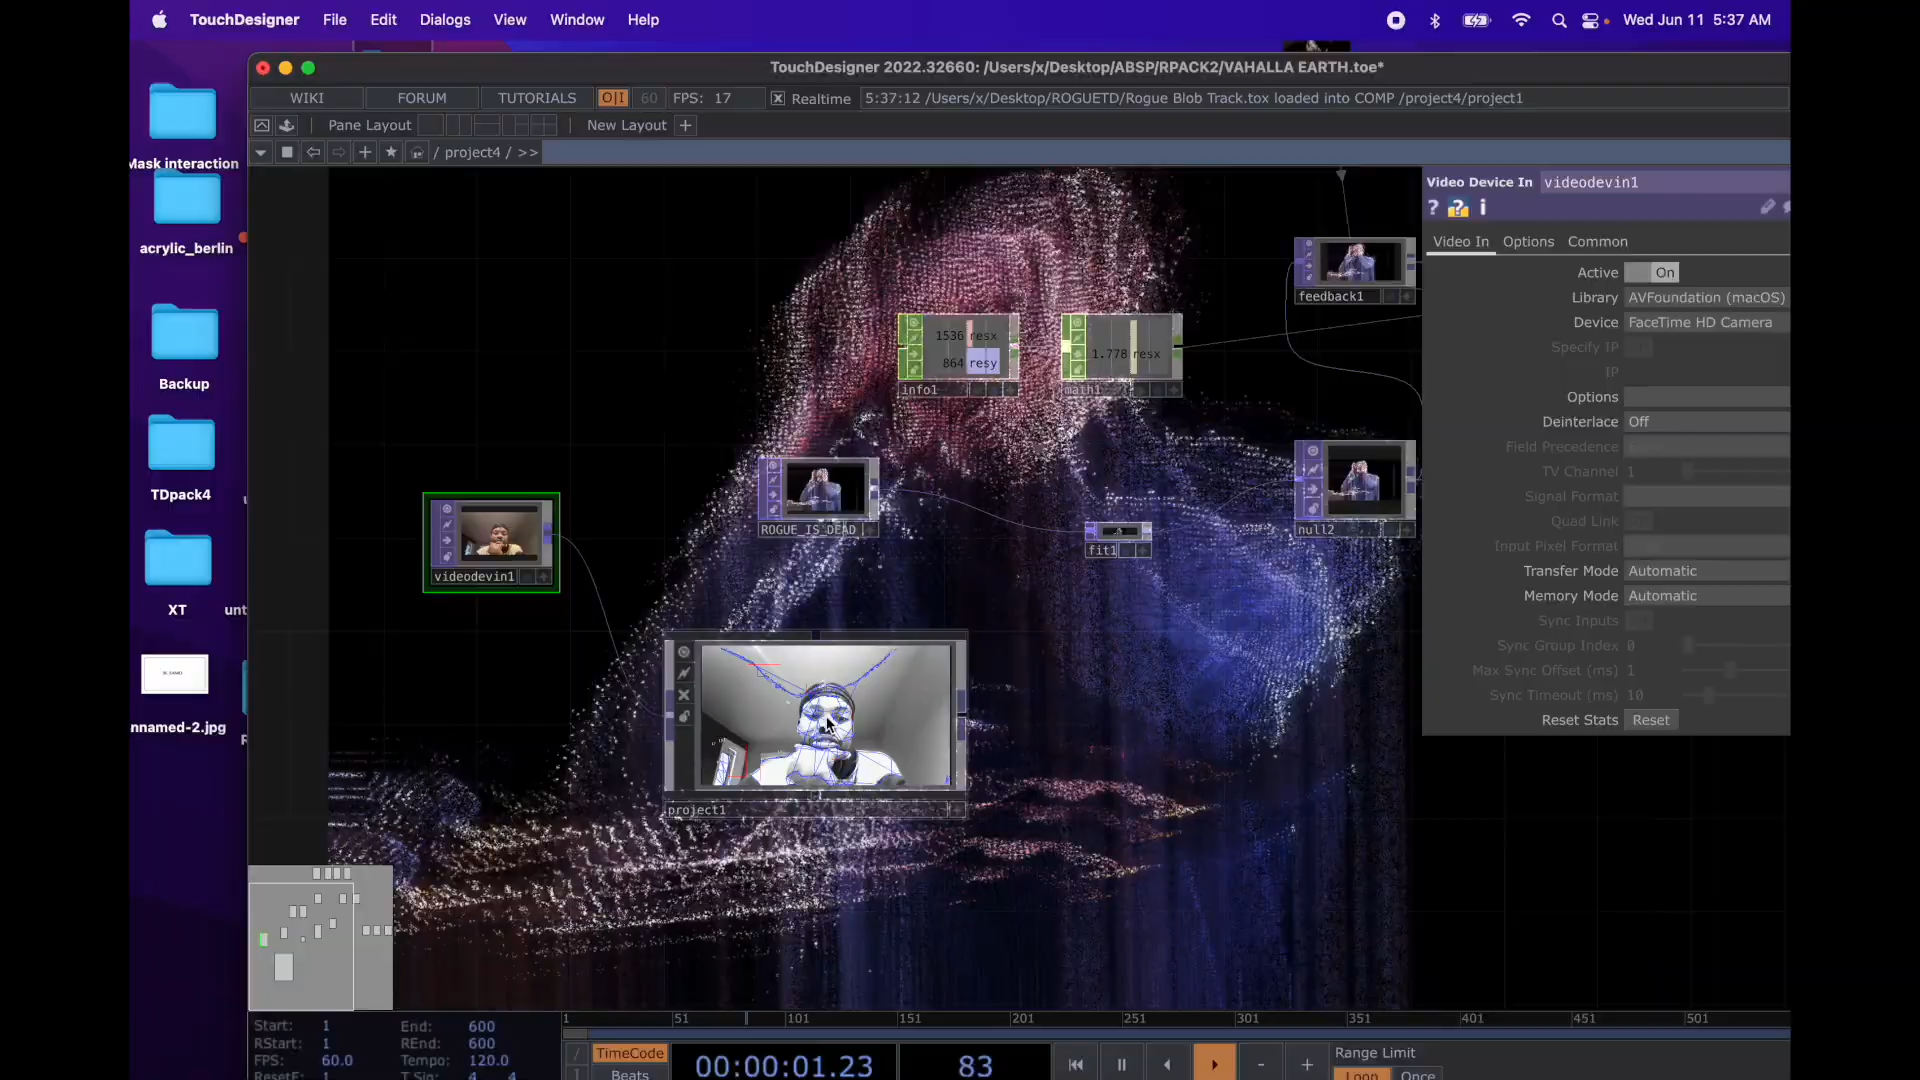 TouchDesigner File Edit Dialogs View Window Help Wed Jun 11 5:37 AM
TouchDesigner 2022.32660: /Users/x/Desktop/ABSP/RPACK2/VAHALLA EARTH.toe*
WIKI FORUM TUTORIALS O|I 60 FPS: 17 Realtime 5:37:12 /Users/x/Desktop/ROGUETD/Rogue Blob Track.tox loaded into COMP /project4/project1
Pane Layout New Layout +
/ project4 / >>
Mask interaction
acrylic_berlin
Backup
TDpack4
XT
unt
nnamed-2.jpg
1536 resx
864 resy
info1
1.778 resx
math1
feedback1
videodevin1
ROGUE_IS_DEAD
fit1
null2
project1
Video Device In videodevin1
? ? i
Video In Options Common
Active On
Library AVFoundation (macOS)
Device FaceTime HD Camera
Specify IP
IP
Options
Deinterlace Off
Field Precedence
TV Channel 1
Signal Format
Quad Link
Input Pixel Format
Transfer Mode Automatic
Memory Mode Automatic
Sync Inputs
Sync Group Index 0
Max Sync Offset (ms) 1
Sync Timeout (ms) 10
Reset Stats Reset
1 51 101 151 201 251 301 351 401 451 501
Start: 1 End: 600
RStart: 1 REnd: 600
FPS: 60.0 Tempo: 120.0
ResetF: 1 T Sig: 4 4
TimeCode
Beats
00:00:01.23 83
- +
Range Limit
Loop Once